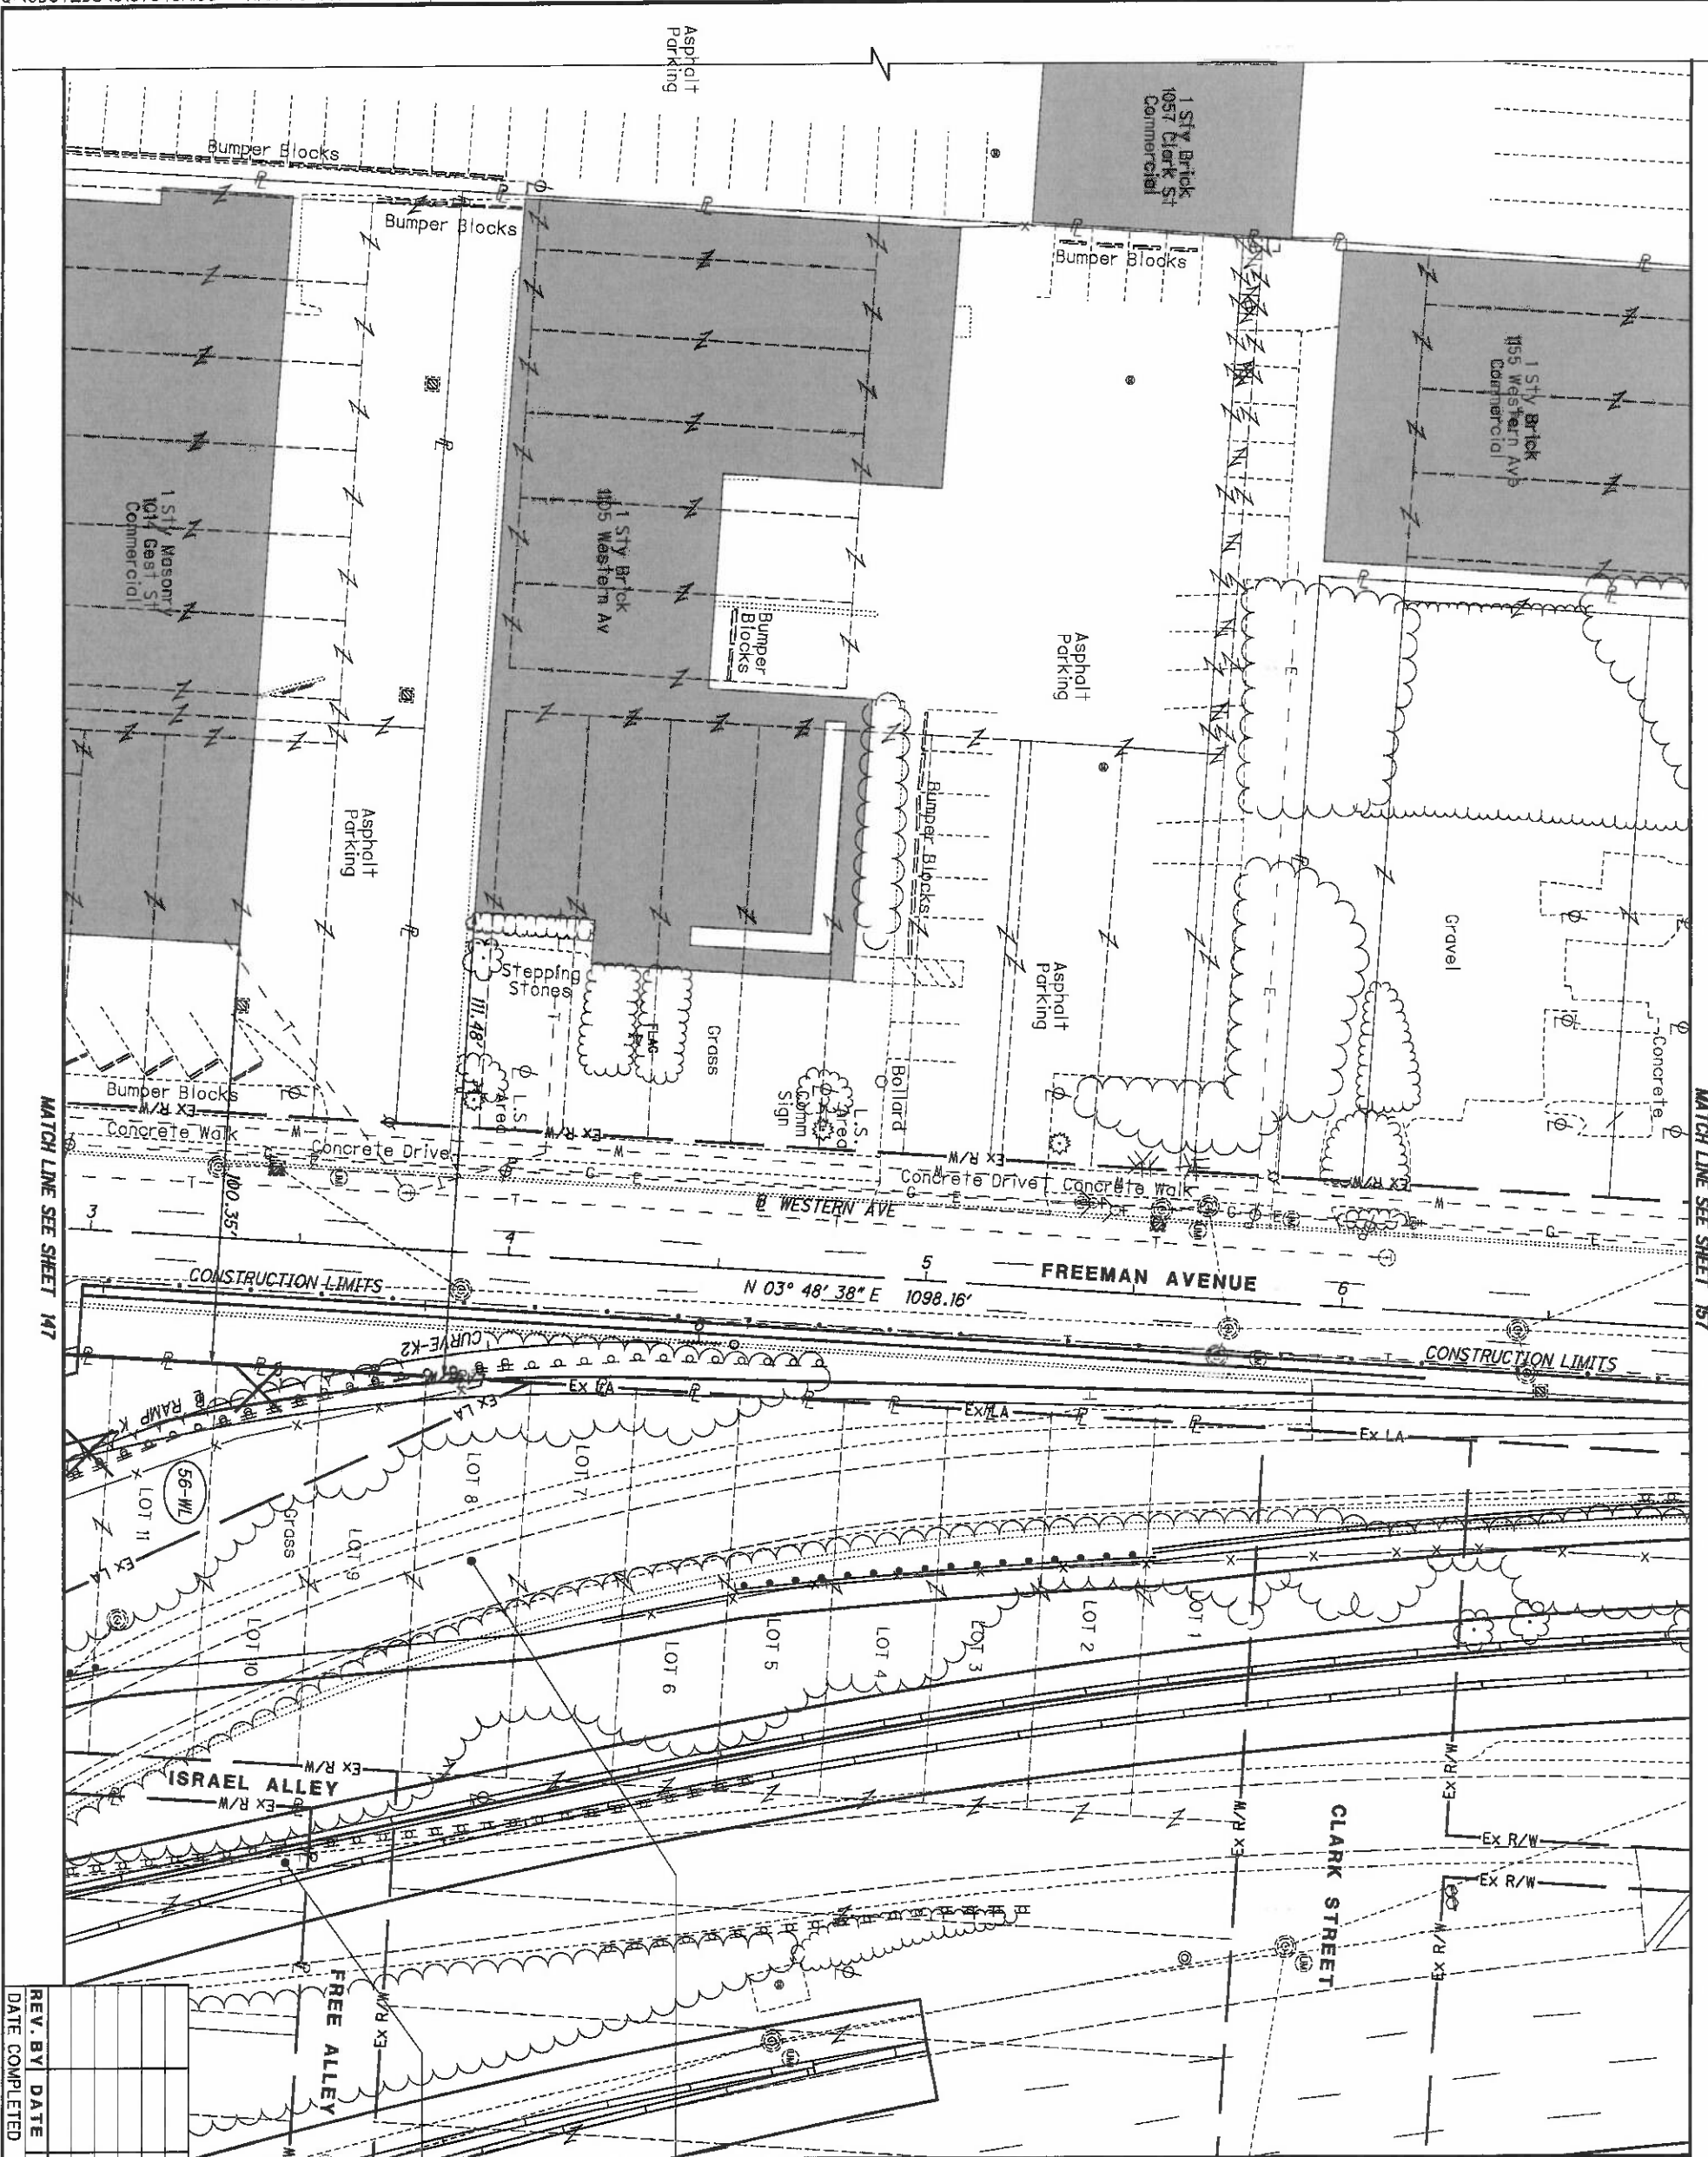 Asphalt
Parking
1 Sty Brick
1057 Clark St
Commercial
Bumper Blocks
Bumper Blocks
Bumper Blocks
1 Sty Brick
1155 Western Ave
Commercial
1 Sty Masonry
1014 Gest St
Commercial
1 Sty Brick
1105 Western Av
Bumper
Blocks
Asphalt
Parking
Bumper Blocks
Asphalt
Parking
Gravel
Asphalt
Parking
Stepping
Stones
111.48'
FLAG
P
Grass
Concrete
Bollard
L.S.
Area
L.S.
Area
Comm
Sign
Bumper Blocks
Ex R/W
Ex R/W
Ex R/W
Ex R/W
Concrete Walk
Concrete Drive
Concrete Drive
Concrete Walk
100.35'
WESTERN AVE
3
4
5
6
FREEMAN AVENUE
N 03° 48' 38" E 1098.16'
CONSTRUCTION LIMITS
CONSTRUCTION LIMITS
CURVE-K2
RAMP K
Ex LA
Ex LA
Ex LA
Ex LA
Ex LA
56-WL
LOT 11
Grass
LOT 9
LOT 8
LOT 7
LOT 10
LOT 6
LOT 5
LOT 4
LOT 3
LOT 2
LOT 1
Ex R/W
ISRAEL ALLEY
Ex R/W
Ex R/W
Ex R/W
Ex R/W
Ex R/W
Ex R/W
Ex R/W
CLARK STREET
FREE ALLEY
MATCH LINE SEE SHEET 147
MATCH LINE SEE SHEET 157
REV. BY DATE
DATE COMPLETED